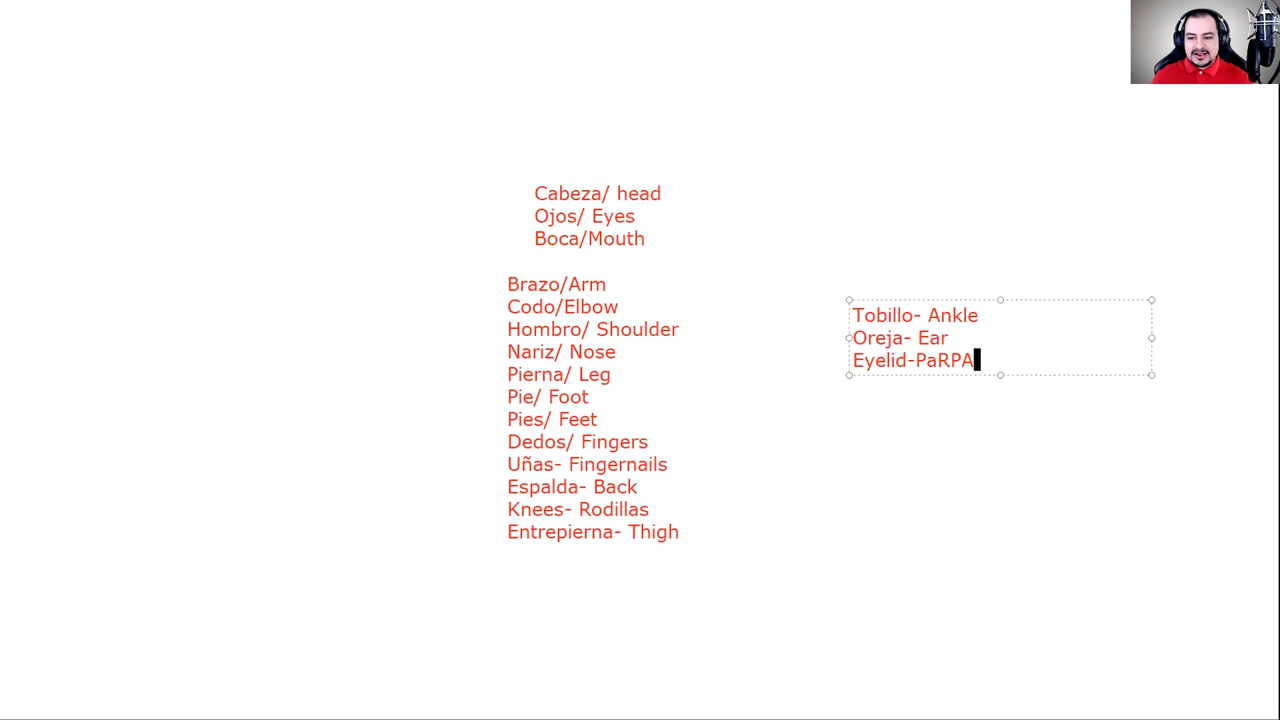 Cabeza/ head
Ojos/ Eyes
Boca/Mouth
Brazo/Arm
Codo/Elbow
Hombro/ Shoulder
Nariz/ Nose
Pierna/ Leg
Pie/ Foot
Pies/ Feet
Dedos/ Fingers
Uñas- Fingernails
Espalda- Back
Knees- Rodillas
Entrepierna- Thigh
Tobillo- Ankle
Oreja- Ear
Eyelid-PaRPA